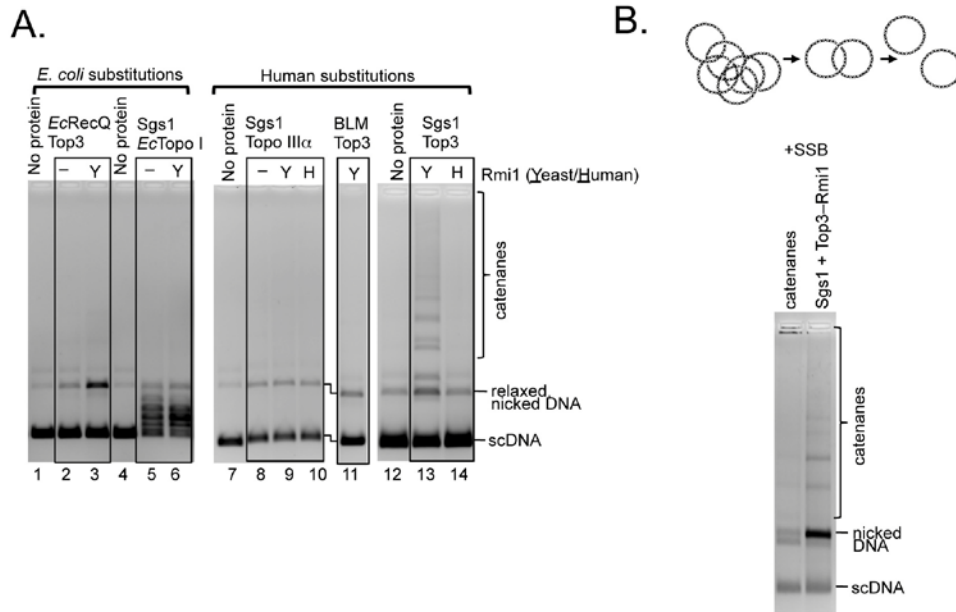 A.
E. coli substitutions
Human substitutions
No protein
EcRecQ
Top3
No protein
Sgs1
EcTopo I
No protein
Sgs1
Topo IIIα
BLM
Top3
No protein
Sgs1
Top3
– Y – Y – Y H Y Y H
Rmi1 (Yeast/Human)
catenanes
relaxed,
nicked DNA
scDNA
1 2 3 4 5 6 7 8 9 10 11 12 13 14
B.
+SSB
catenanes
Sgs1 + Top3–Rmi1
catenanes
nicked
DNA
scDNA